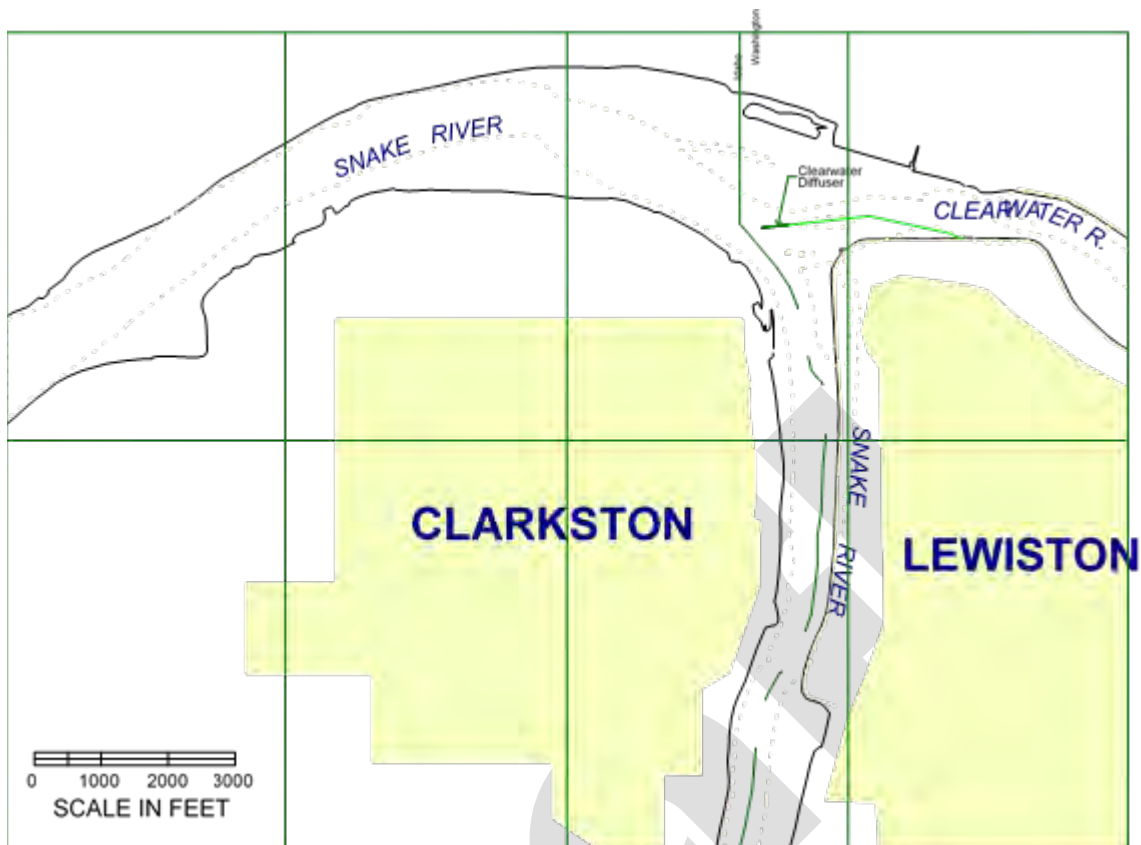 Idaho
Washington
SNAKE RIVER
Clearwater
Diffuser
CLEARWATER R.
SNAKE RIVER
CLARKSTON
LEWISTON
0 1000 2000 3000
SCALE IN FEET